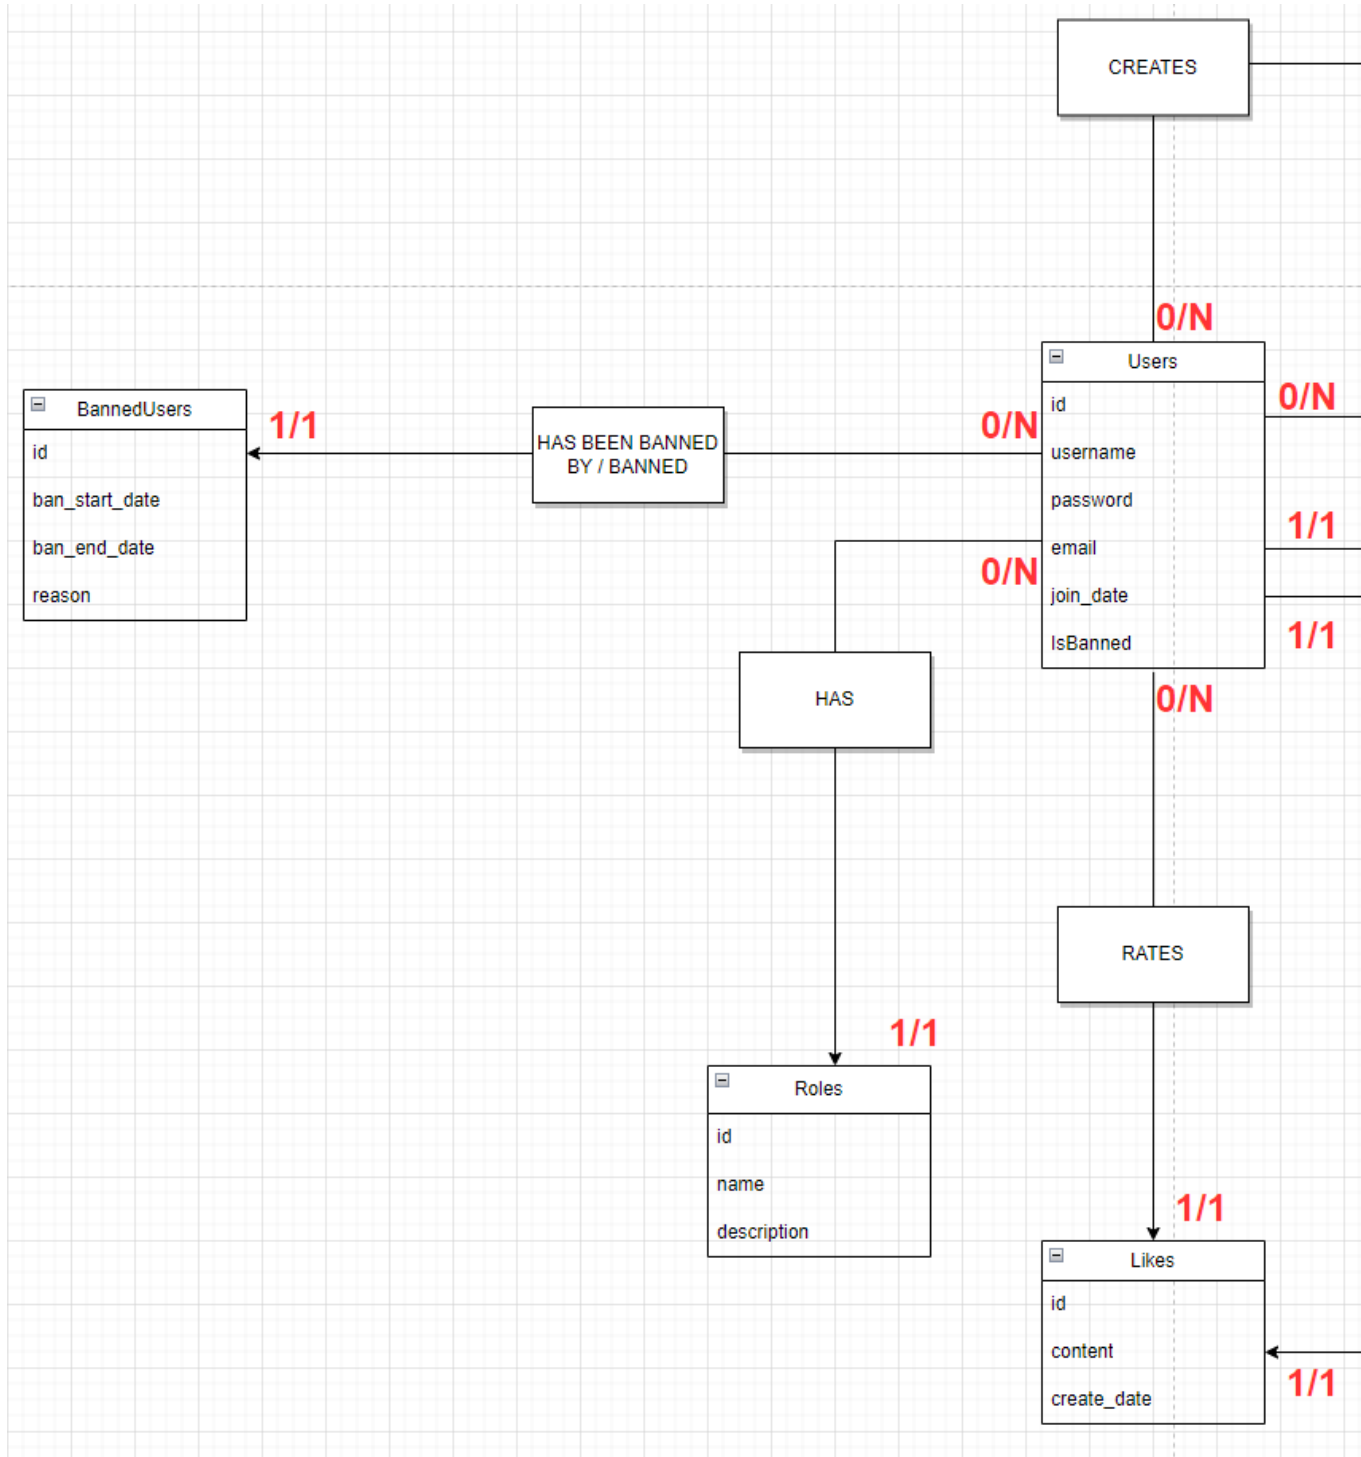 CREATES
0/N
Users
id
username
password
email
join_date
IsBanned
0/N
1/1
1/1
0/N
HAS BEEN BANNED
BY / BANNED
1/1
BannedUsers
id
ban_start_date
ban_end_date
reason
0/N
HAS
1/1
Roles
id
name
description
0/N
RATES
1/1
Likes
id
content
create_date
1/1